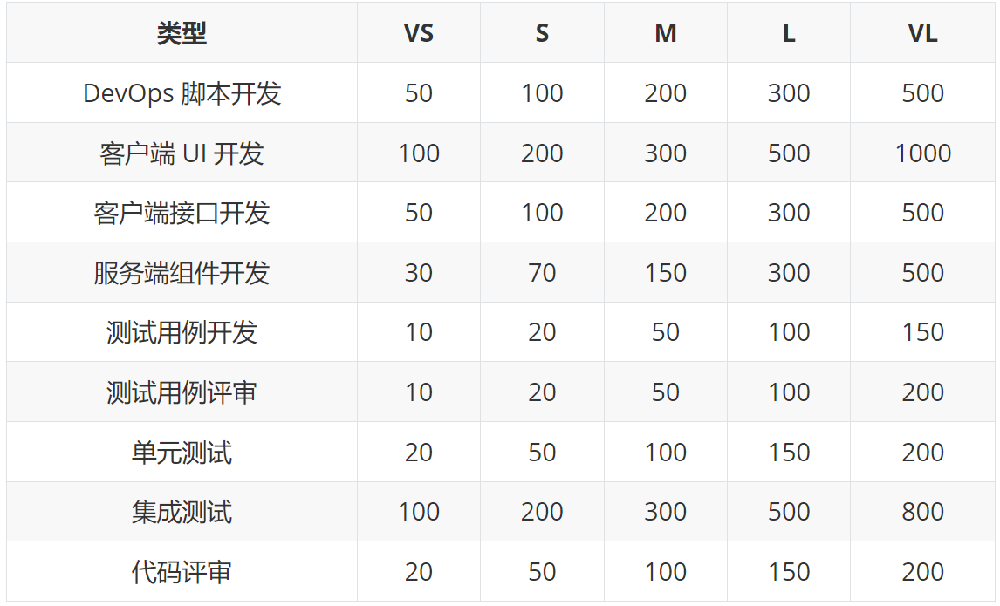 类型 VS S M L VL
DevOps 脚本开发 50 100 200 300 500
客户端 UI 开发 100 200 300 500 1000
客户端接口开发 50 100 200 300 500
服务端组件开发 30 70 150 300 500
测试用例开发 10 20 50 100 150
测试用例评审 10 20 50 100 200
单元测试 20 50 100 150 200
集成测试 100 200 300 500 800
代码评审 20 50 100 150 200